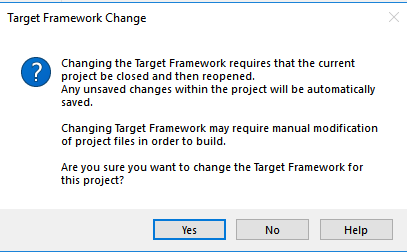 Target Framework Change
Changing the Target Framework requires that the current
project be closed and then reopened.
Any unsaved changes within the project will be automatically
saved.
Changing Target Framework may require manual modification
of project files in order to build.
Are you sure you want to change the Target Framework for
this project?
Yes
No
Help